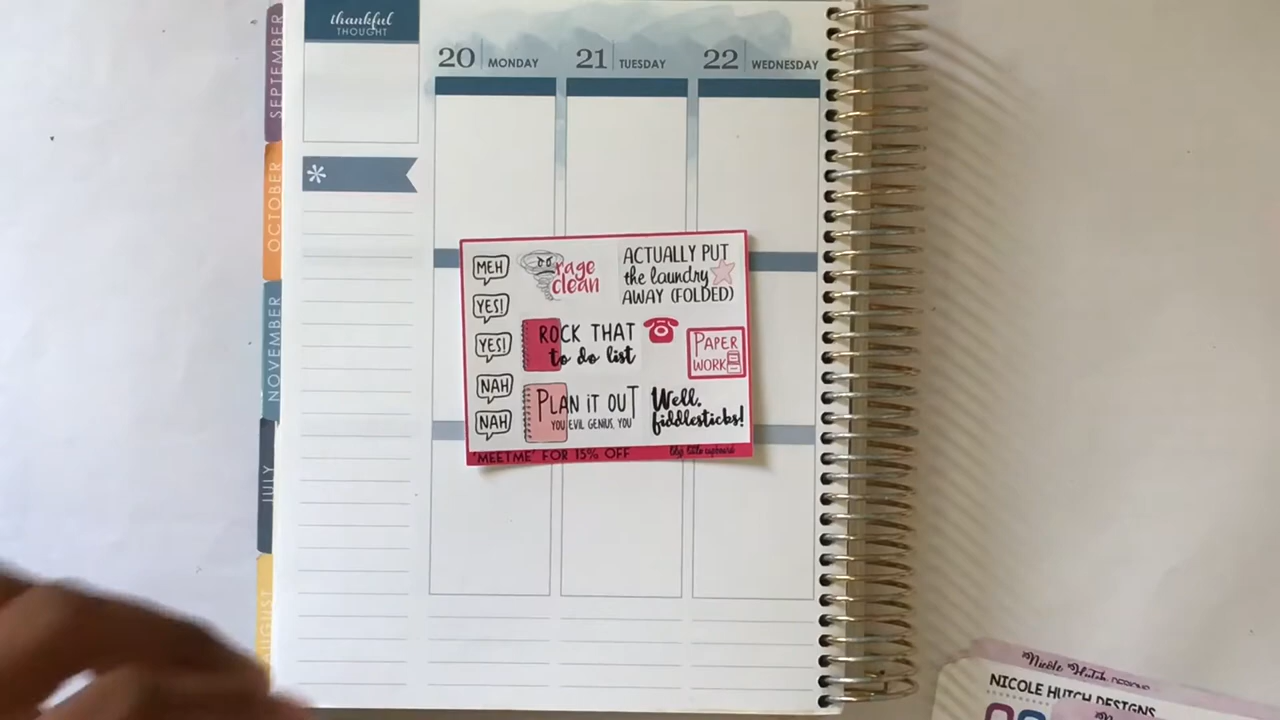 thankful
THOUGHT
20 MONDAY
21 TUESDAY
22 WEDNESDAY
*
SEPTEMBER
OCTOBER
NOVEMBER
JULY
AUGUST
MEH
YES!
YES!
NAH
NAH
rage
clean
ACTUALLY PUT
the laundry
AWAY (FOLDED)
ROCK THAT
to do list
PAPER
WORK
PLAN IT OUT
YOU EVIL GENIUS, YOU
Well,
fiddlesticks!
'MEETME' FOR 15% OFF
Nicole Hutch DESIGNS
NICOLE HUTCH DESIGNS